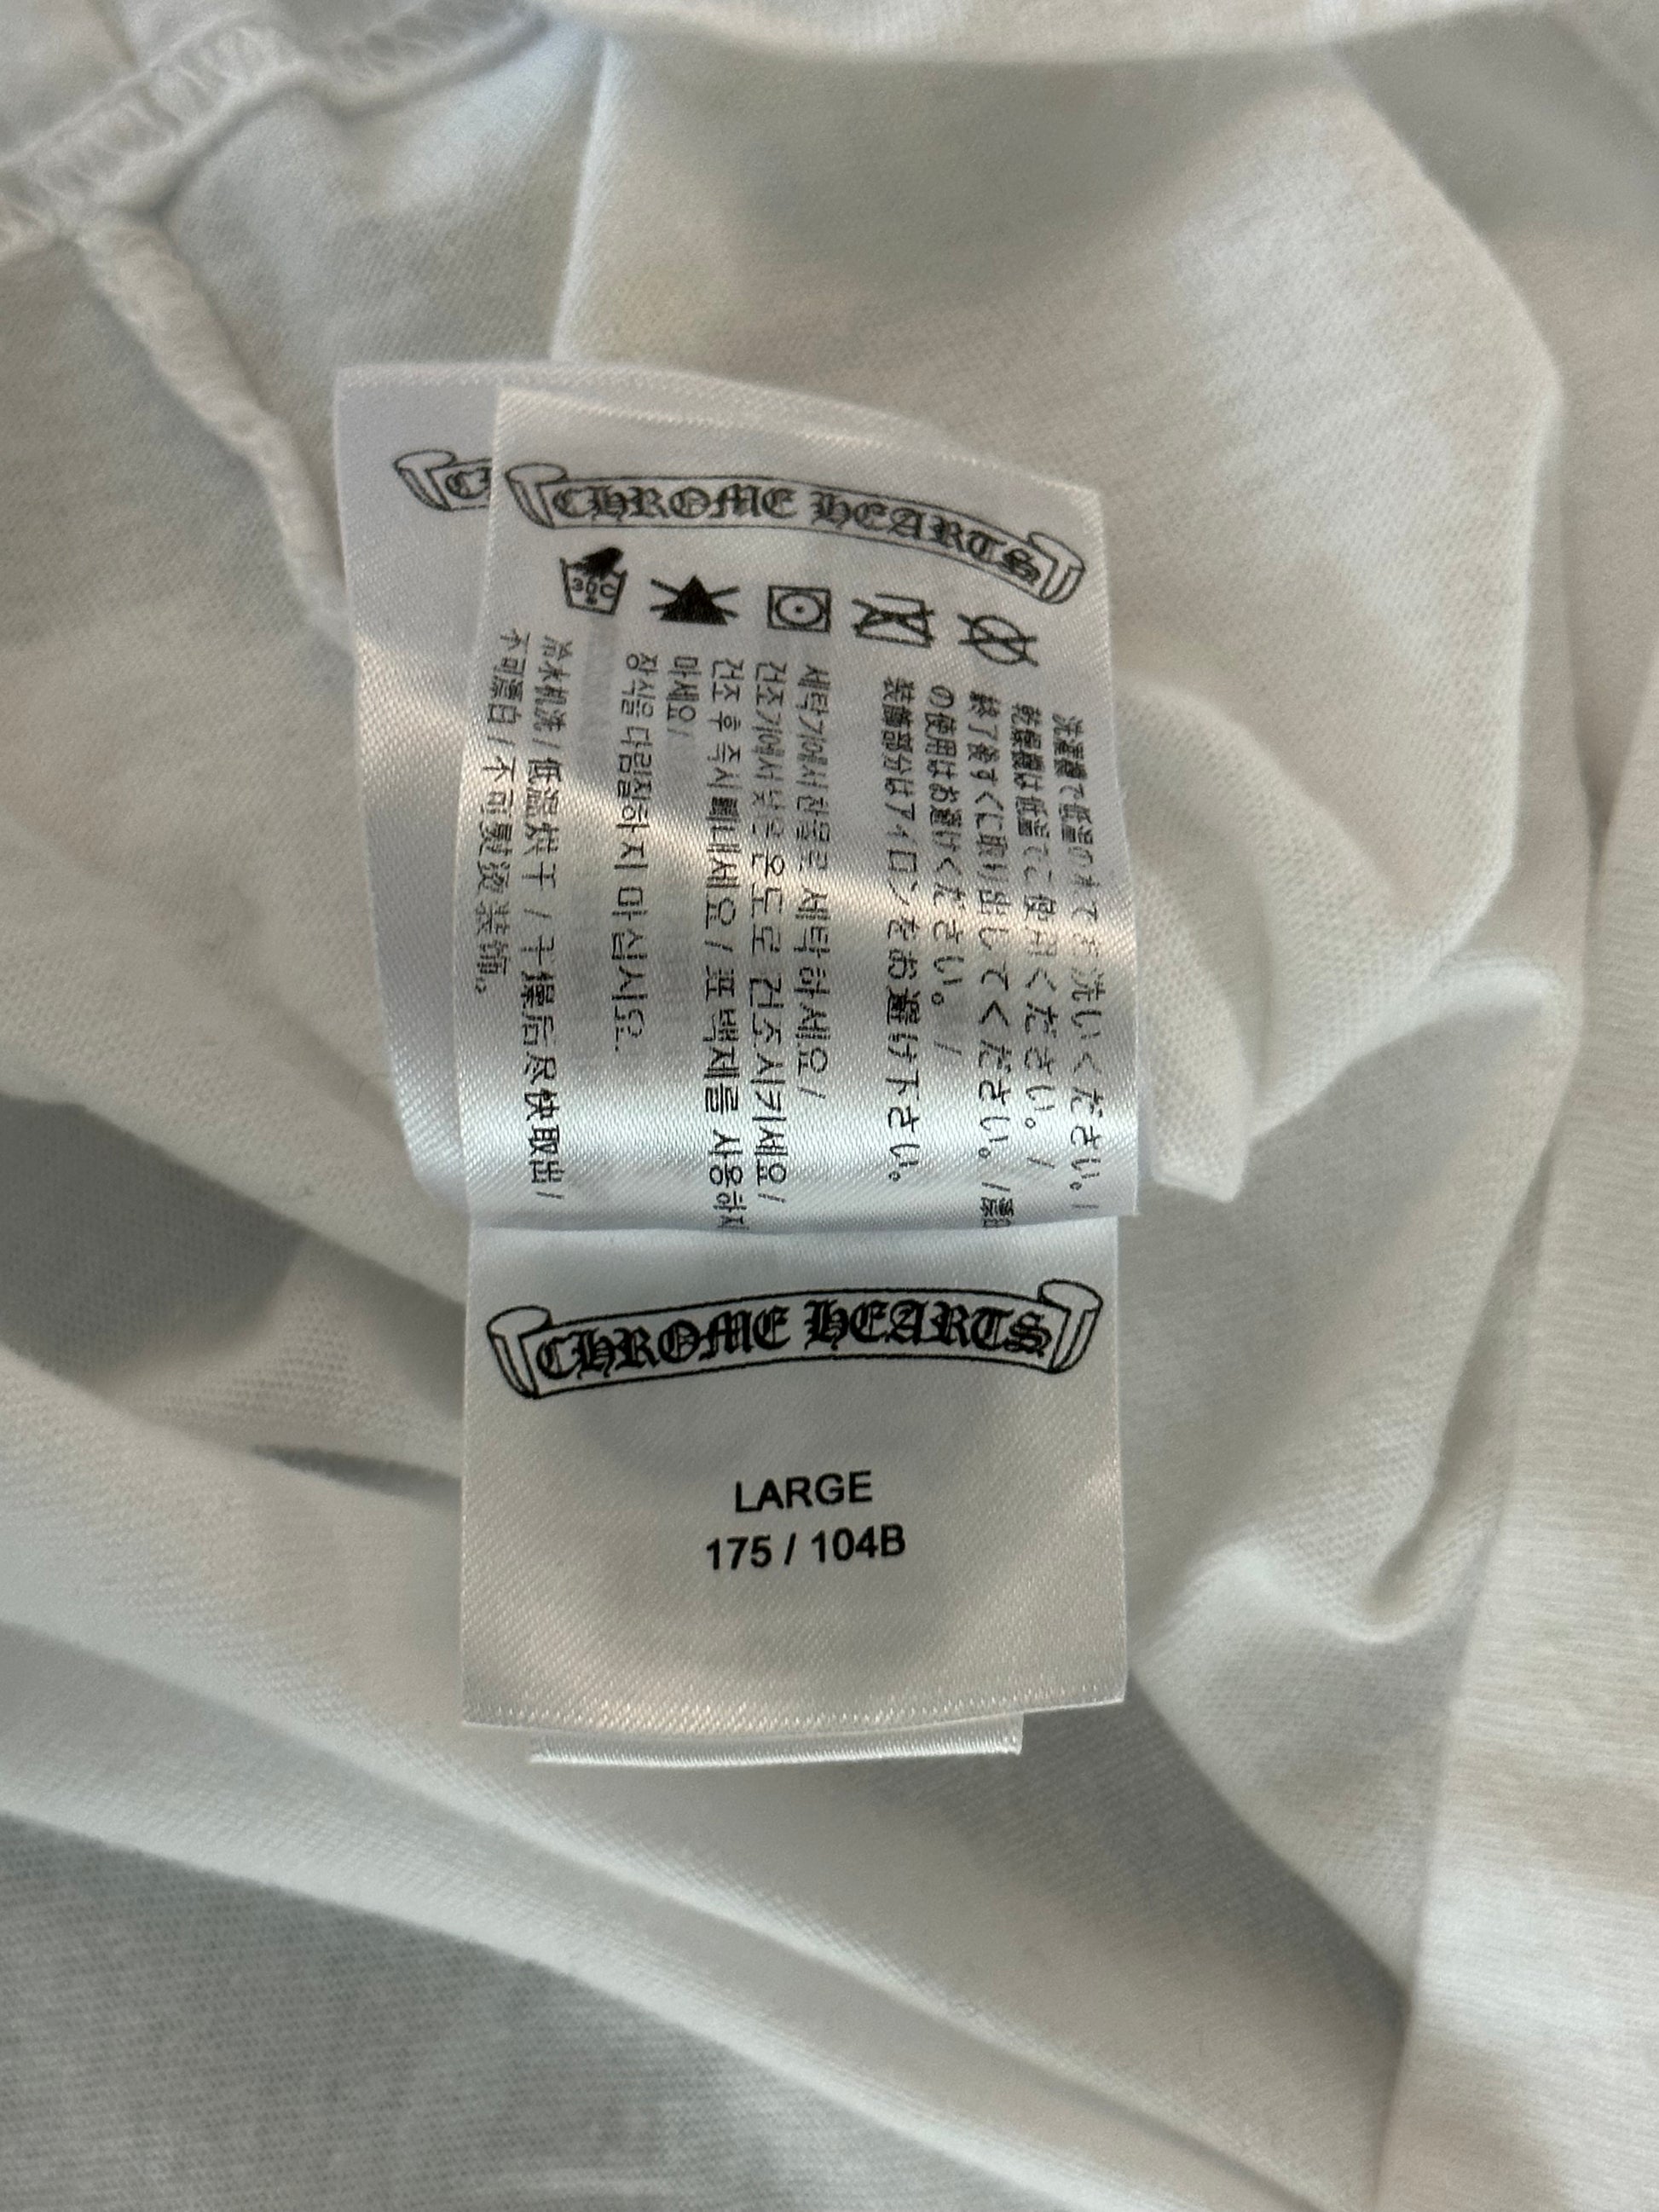 CHROME HEARTS
30C
洗濯機で低温の水でお洗いください。/
乾燥機は低温でご使用ください。/
終了後すぐに取り出してください。/漂白
の使用はお避けください。/
装飾部分はアイロンをお避け下さい。
세탁기에서 찬물로 세탁하세요/
건조기에서 낮은 온도로 건조시키세요/
건조 후 즉시 빼내세요/ 표백제를 사용하지
마세요/
장식을 다림질하지 마십시오.
冷水机洗/低温烘干/干燥后尽快取出/
不可漂白/不可熨烫装饰。
CHROME HEARTS
LARGE
175 / 104B